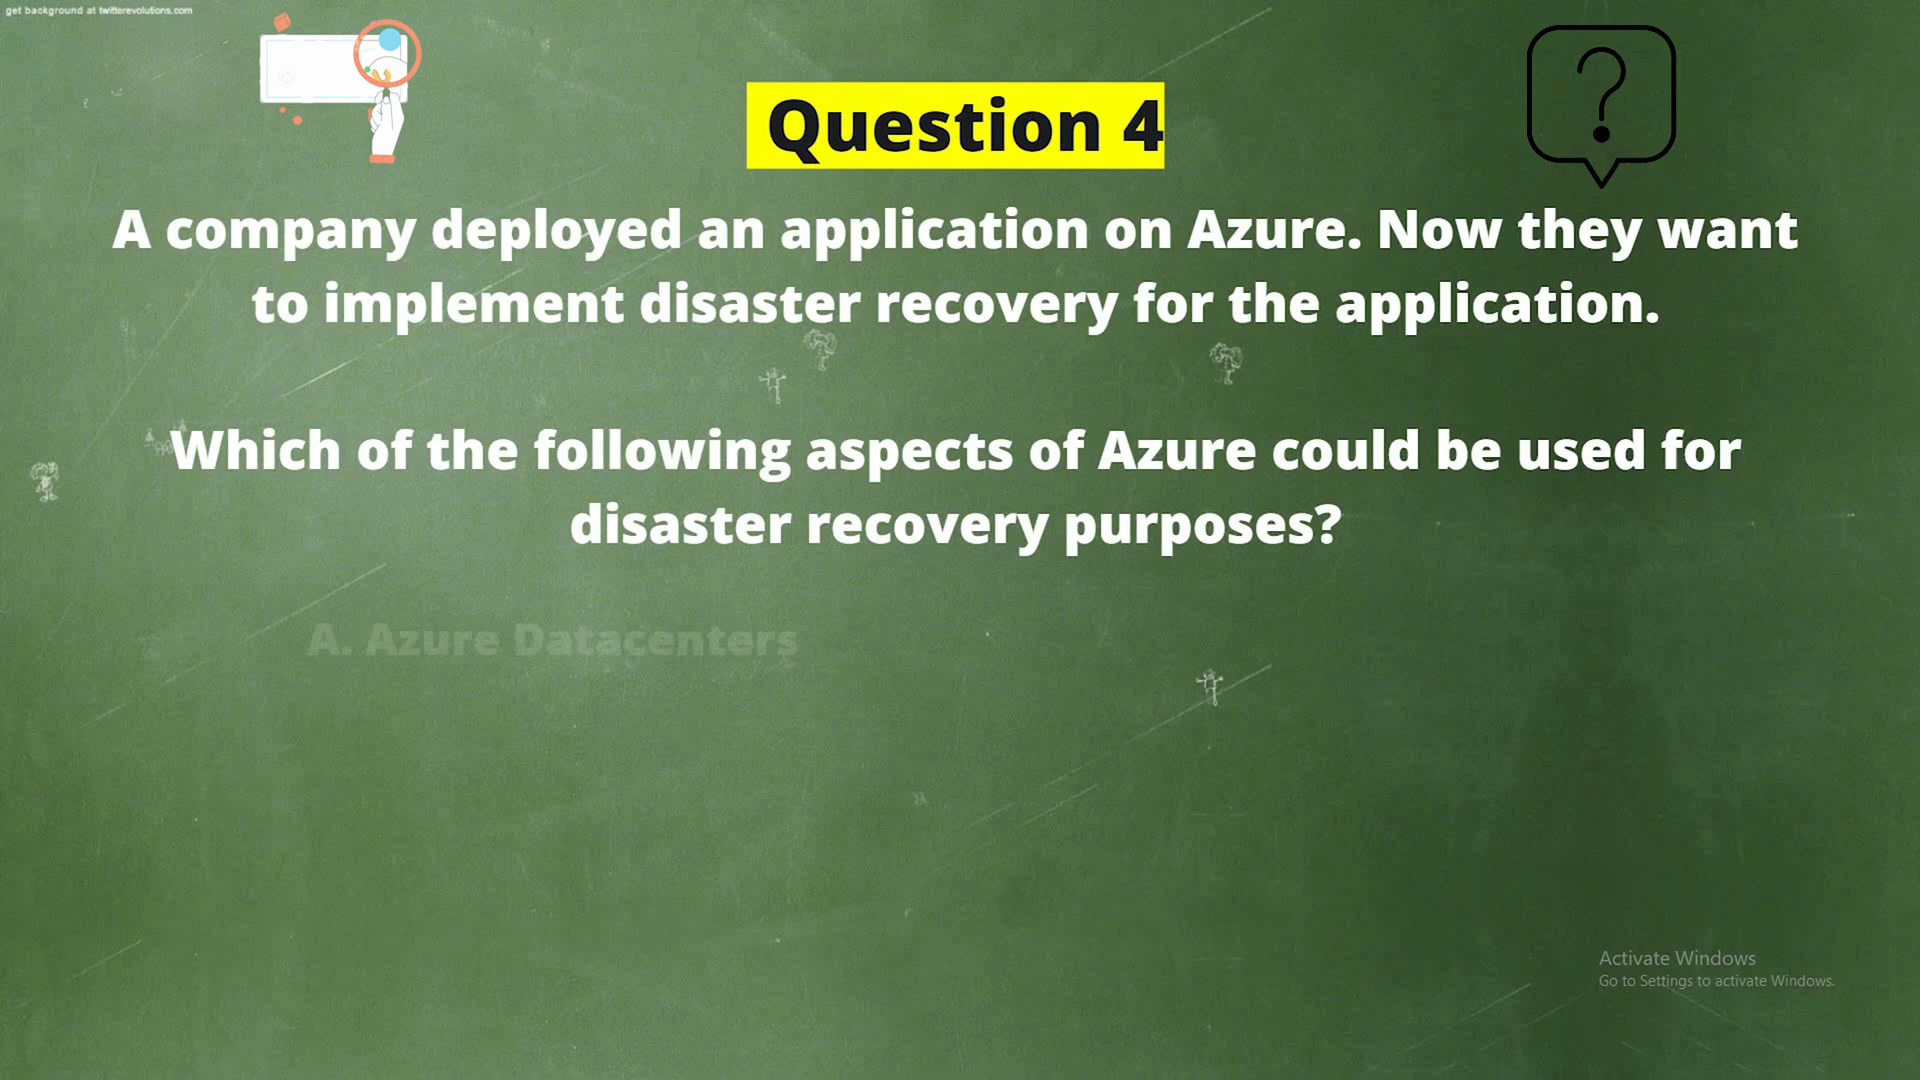 get background at twitterevolutions.com
Question 4
A company deployed an application on Azure. Now they want
to implement disaster recovery for the application.
Which of the following aspects of Azure could be used for
disaster recovery purposes?
A. Azure Datacenters
Activate Windows
Go to Settings to activate Windows.